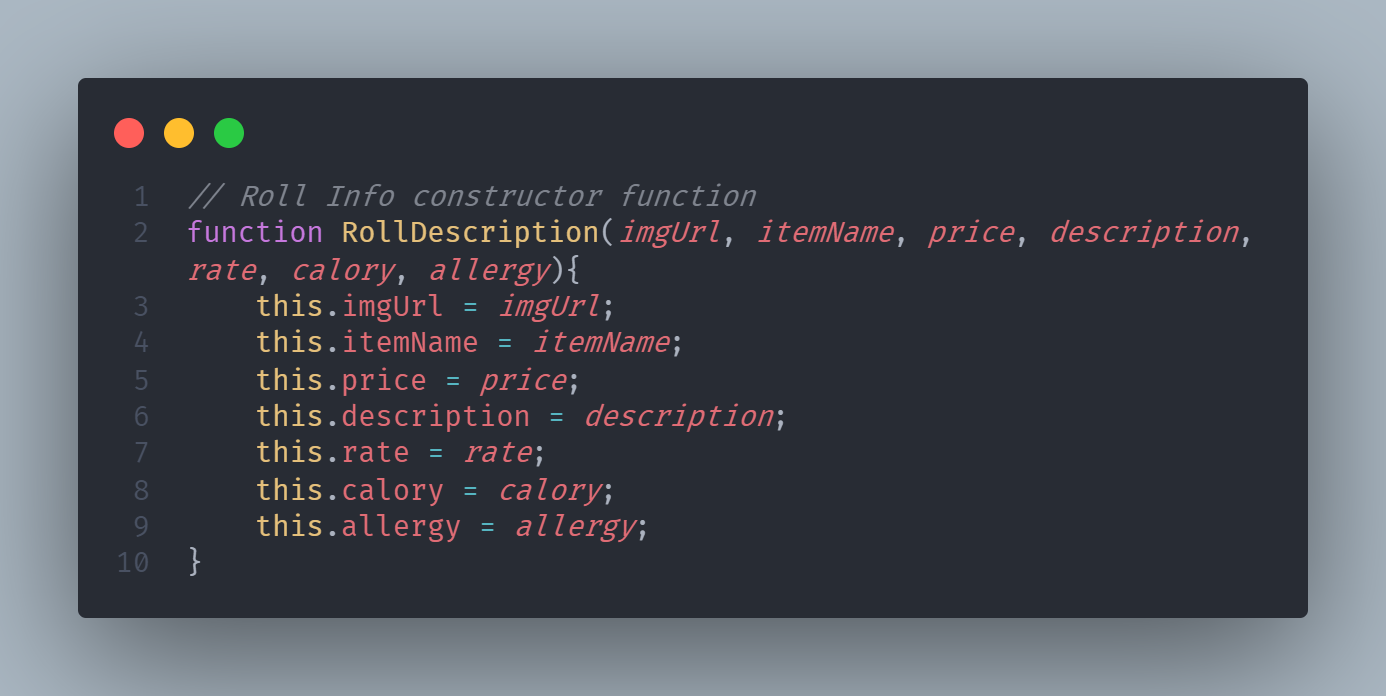 1 // Roll Info constructor function
2 function RollDescription(imgUrl, itemName, price, description,
rate, calory, allergy){
3     this.imgUrl = imgUrl;
4     this.itemName = itemName;
5     this.price = price;
6     this.description = description;
7     this.rate = rate;
8     this.calory = calory;
9     this.allergy = allergy;
10 }